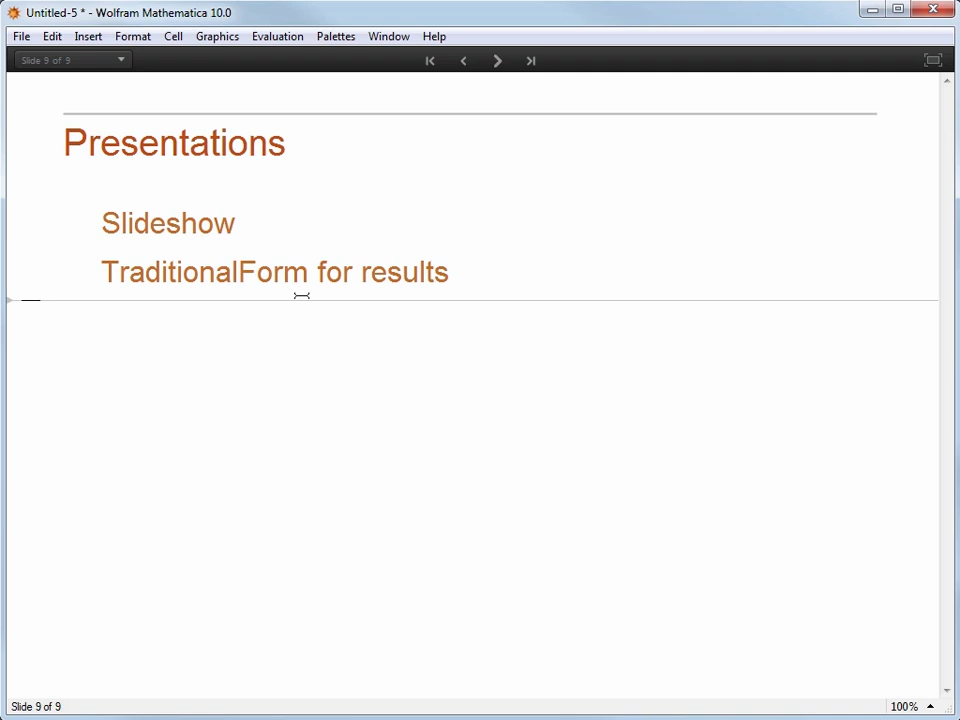 Untitled-5 * - Wolfram Mathematica 10.0
File Edit Insert Format Cell Graphics Evaluation Palettes Window Help
Slide 9 of 9
Presentations
Slideshow
TraditionalForm for results
Slide 9 of 9 100%